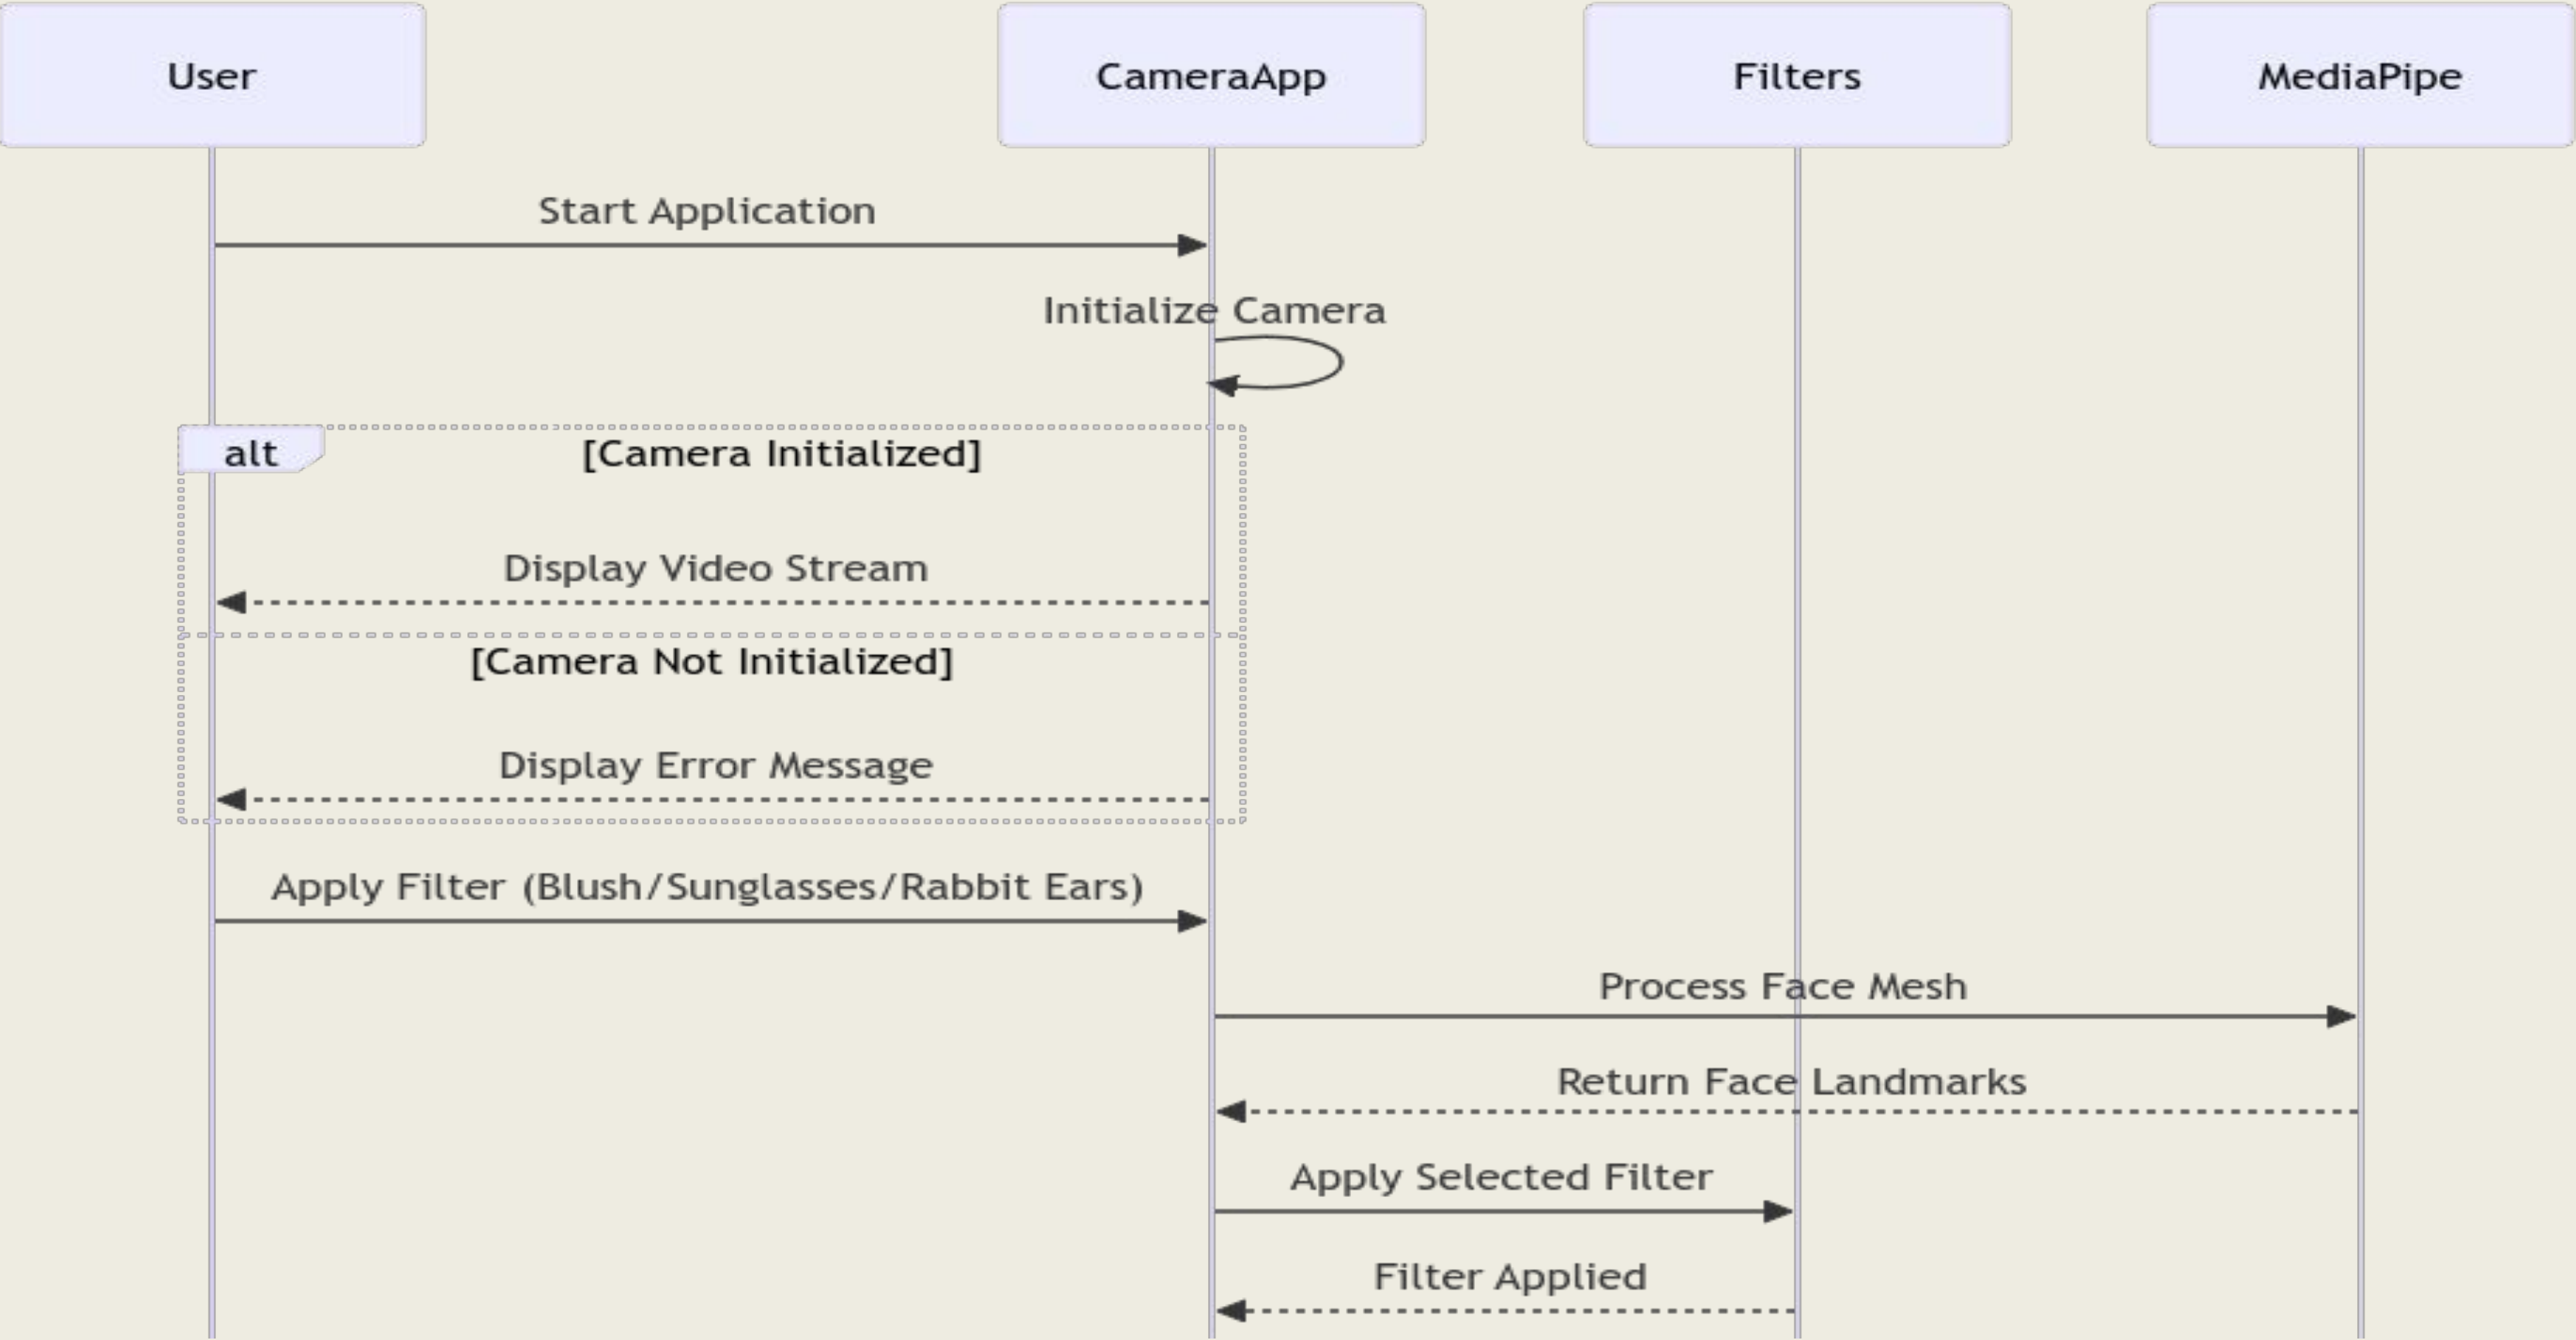 User
CameraApp
Filters
MediaPipe
Start Application
Initialize Camera
alt
[Camera Initialized]
Display Video Stream
[Camera Not Initialized]
Display Error Message
Apply Filter (Blush/Sunglasses/Rabbit Ears)
Process Face Mesh
Return Face Landmarks
Apply Selected Filter
Filter Applied